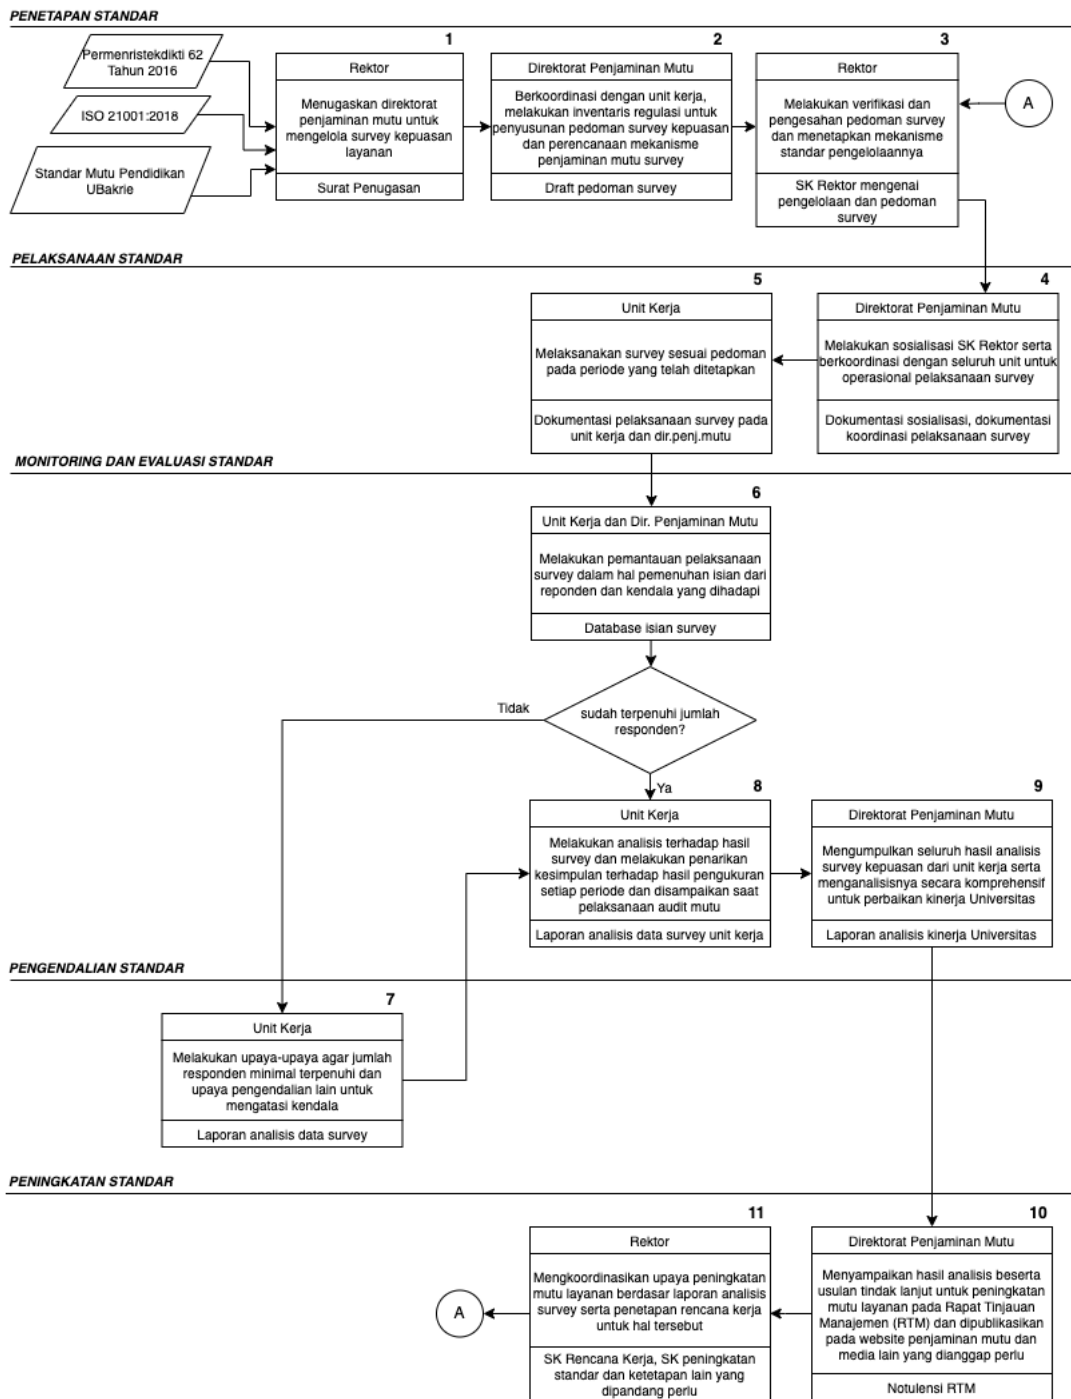 PENETAPAN STANDAR
Permenristekdikti 62
Tahun 2016
ISO 21001:2018
Standar Mutu Pendidikan
UBakrie
1
Rektor
Menugaskan direktorat
penjaminan mutu untuk
mengelola survey kepuasan
layanan
Surat Penugasan
2
Direktorat Penjaminan Mutu
Berkoordinasi dengan unit kerja,
melakukan inventaris regulasi untuk
penyusunan pedoman survey kepuasan
dan perencanaan mekanisme
penjaminan mutu survey
Draft pedoman survey
3
Rektor
Melakukan verifikasi dan
pengesahan pedoman survey
dan menetapkan mekanisme
standar pengelolaannya
SK Rektor mengenai
pengelolaan dan pedoman
survey
A
PELAKSANAAN STANDAR
4
Direktorat Penjaminan Mutu
Melakukan sosialisasi SK Rektor serta
berkoordinasi dengan seluruh unit untuk
operasional pelaksanaan survey
Dokumentasi sosialisasi, dokumentasi
koordinasi pelaksanaan survey
5
Unit Kerja
Melaksanakan survey sesuai pedoman
pada periode yang telah ditetapkan
Dokumentasi pelaksanaan survey pada
unit kerja dan dir.penj.mutu
MONITORING DAN EVALUASI STANDAR
6
Unit Kerja dan Dir. Penjaminan Mutu
Melakukan pemantauan pelaksanaan
survey dalam hal pemenuhan isian dari
reponden dan kendala yang dihadapi
Database isian survey
sudah terpenuhi jumlah
responden?
Tidak
Ya
8
Unit Kerja
Melakukan analisis terhadap hasil
survey dan melakukan penarikan
kesimpulan terhadap hasil pengukuran
setiap periode dan disampaikan saat
pelaksanaan audit mutu
Laporan analisis data survey unit kerja
9
Direktorat Penjaminan Mutu
Mengumpulkan seluruh hasil analisis
survey kepuasan dari unit kerja serta
menganalisisnya secara komprehensif
untuk perbaikan kinerja Universitas
Laporan analisis kinerja Universitas
PENGENDALIAN STANDAR
7
Unit Kerja
Melakukan upaya-upaya agar jumlah
responden minimal terpenuhi dan
upaya pengendalian lain untuk
mengatasi kendala
Laporan analisis data survey
PENINGKATAN STANDAR
10
Direktorat Penjaminan Mutu
Menyampaikan hasil analisis beserta
usulan tindak lanjut untuk peningkatan
mutu layanan pada Rapat Tinjauan
Manajemen (RTM) dan dipublikasikan
pada website penjaminan mutu dan
media lain yang dianggap perlu
Notulensi RTM
11
Rektor
Mengkoordinasikan upaya peningkatan
mutu layanan berdasar laporan analisis
survey serta penetapan rencana kerja
untuk hal tersebut
SK Rencana Kerja, SK peningkatan
standar dan ketetapan lain yang
dipandang perlu
A